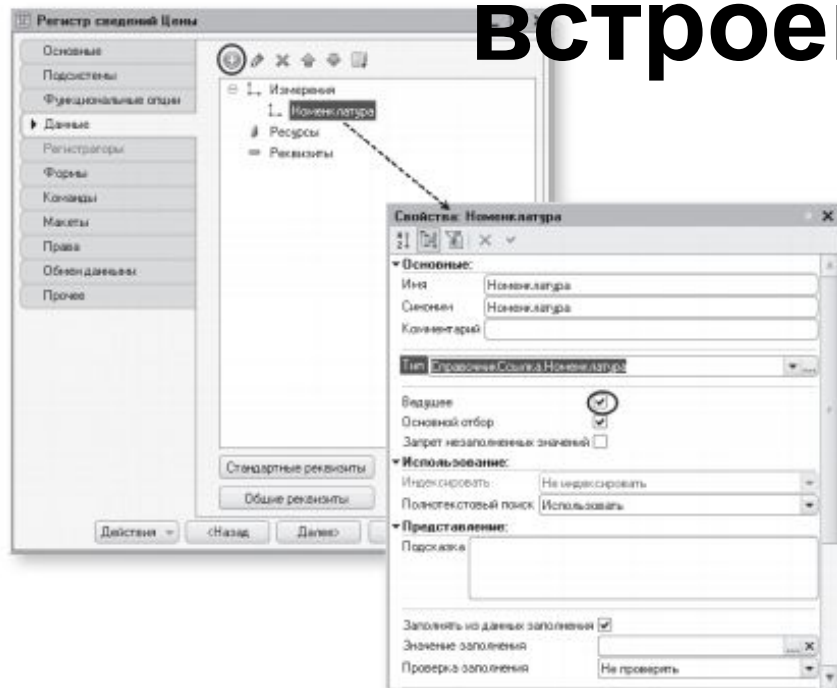 Регистр сведений Цены
встрое
Основные
Подсистемы
Функциональные опции
Данные
Регистраторы
Формы
Команды
Макеты
Права
Обмен данными
Прочее
Измерения
Номенклатура
Ресурсы
Реквизиты
Стандартные реквизиты
Общие реквизиты
Действия
<Назад
Далее>
Свойства: Номенклатура
Основные:
Имя Номенклатура
Синоним Номенклатура
Комментарий
Тип СправочникСсылка.Номенклатура
Ведущее
Основной отбор
Запрет незаполненных значений
Использование:
Индексировать Не индексировать
Полнотекстовый поиск Использовать
Представление:
Подсказка
Заполнять из данных заполнения
Значение заполнения
Проверка заполнения Не проверять